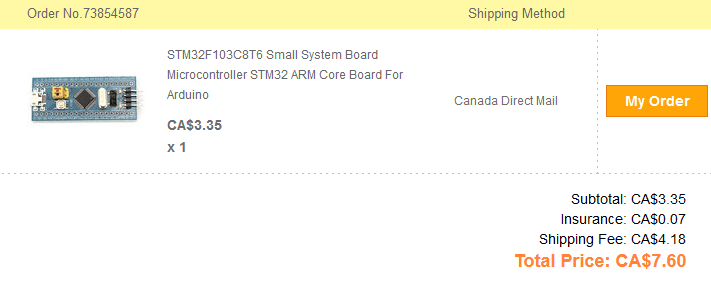 Order No.73854587 Shipping Method
STM32F103C8T6 Small System Board
Microcontroller STM32 ARM Core Board For
Arduino
CA$3.35
x 1
Canada Direct Mail
My Order
Subtotal: CA$3.35
Insurance: CA$0.07
Shipping Fee: CA$4.18
Total Price: CA$7.60